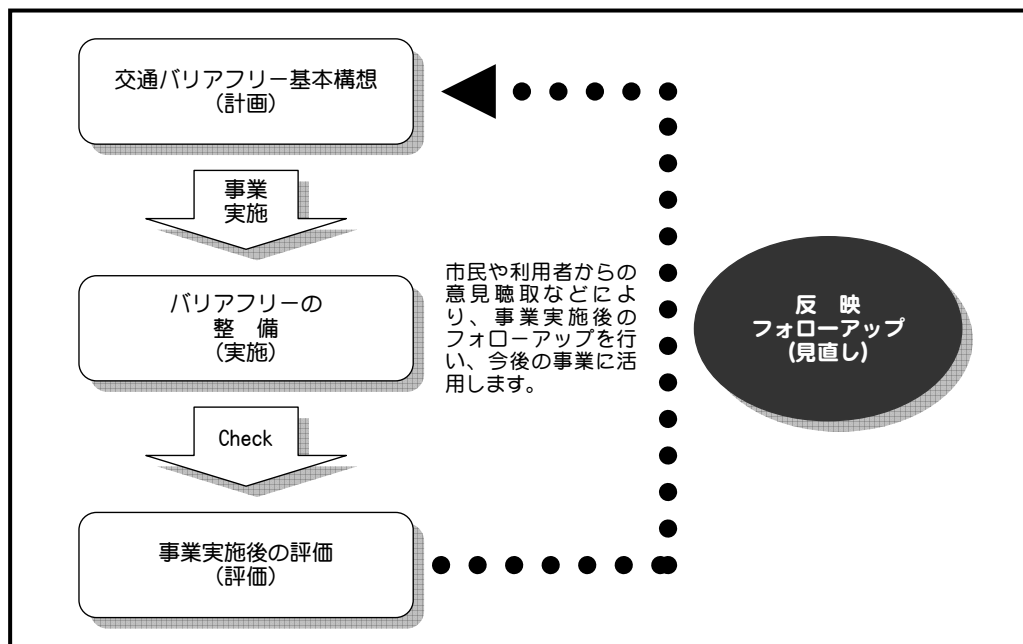 交通バリアフリー基本構想
(計画)
事業
実施
バリアフリーの
整　備
(実施)
Check
事業実施後の評価
(評価)
市民や利用者からの
意見聴取などによ
り、事業実施後の
フォローアップを行
い、今後の事業に活
用します。
反　映
フォローアップ
(見直し)